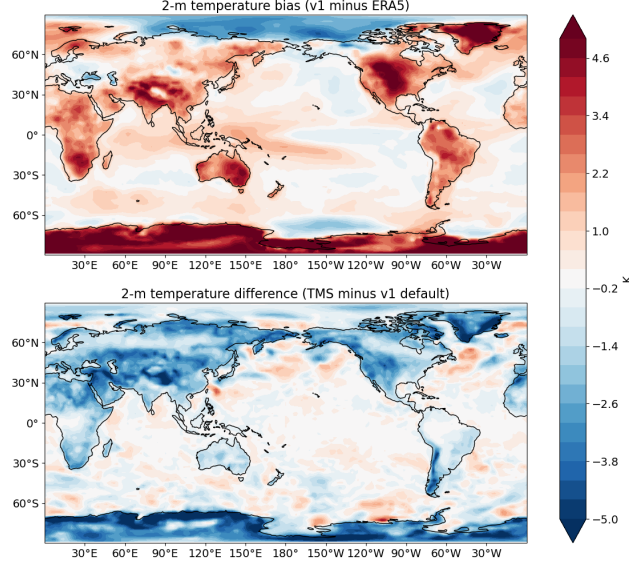 2-m temperature bias (v1 minus ERA5)
60°N
30°N
0°
30°S
60°S
30°E 60°E 90°E 120°E 150°E 180° 150°W 120°W 90°W 60°W 30°W
2-m temperature difference (TMS minus v1 default)
60°N
30°N
0°
30°S
60°S
30°E 60°E 90°E 120°E 150°E 180° 150°W 120°W 90°W 60°W 30°W
4.6
3.4
2.2
1.0
−0.2
−1.4
−2.6
−3.8
−5.0
K